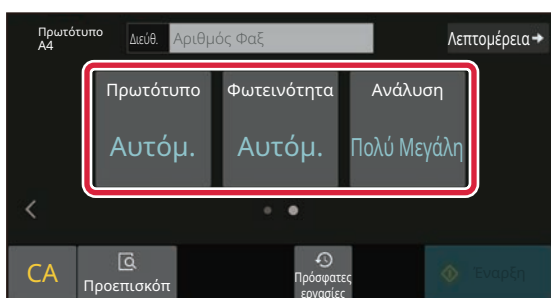 Πρωτότυπο
A4
Διεύθ. Αριθμός Φαξ
Λεπτομέρεια
Πρωτότυπο Φωτεινότητα Ανάλυση
Αυτόμ. Αυτόμ. Πολύ Μεγάλη
CA
Προεπισκόπ
Πρόσφατες
εργασίες
Έναρξη